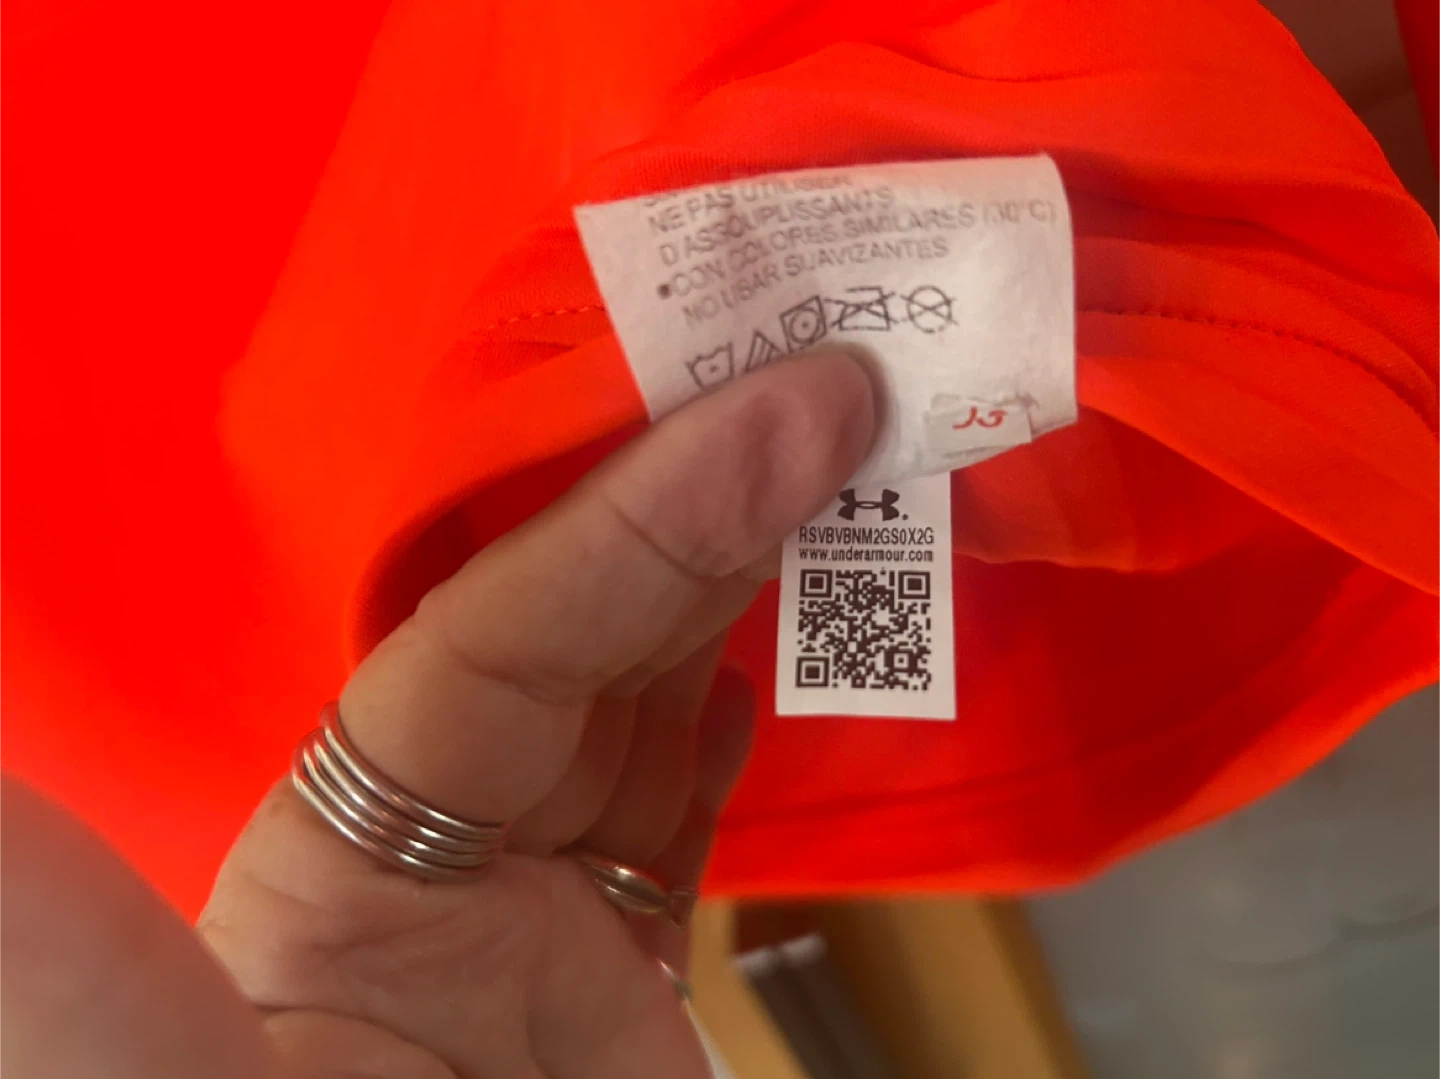 NE PAS UTILISER
D'ASSOUPLISSANTS
•CON COLORES SIMILARES (30°C)
NO USAR SUAVIZANTES
RSVBVBNM2GS0X2G
www.underarmour.com